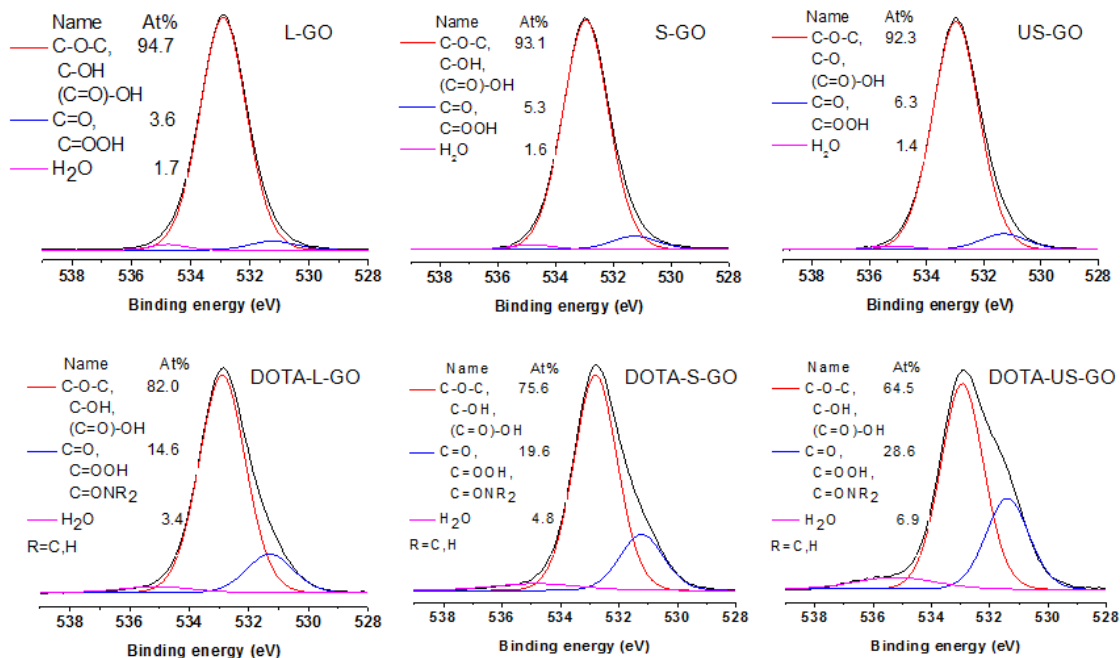 Name At%
C-O-C, 94.7
C-OH
(C=O)-OH
C=O, 3.6
C=OOH
H₂O 1.7
L-GO
538 536 534 532 530 528
Binding energy (eV)
Name At%
C-O-C, 93.1
C-OH,
(C=O)-OH
C=O, 5.3
C=OOH
H₂O 1.6
S-GO
538 536 534 532 530 528
Binding energy (eV)
Name At%
C-O-C, 92.3
C-O,
(C=O)-OH
C=O, 6.3
C=OOH
H₂O 1.4
US-GO
538 536 534 532 530 528
Binding energy (eV)
Name At%
C-O-C, 82.0
C-OH,
(C=O)-OH
C=O, 14.6
C=OOH
C=ONR₂
H₂O 3.4
R=C,H
DOTA-L-GO
538 536 534 532 530 528
Binding energy (eV)
Name At%
C-O-C, 75.6
C-OH,
(C=O)-OH
C=O, 19.6
C=OOH,
C=ONR₂
H₂O 4.8
R=C,H
DOTA-S-GO
538 536 534 532 530 528
Binding energy (eV)
Name At%
C-O-C, 64.5
C-OH,
(C=O)-OH
C=O, 28.6
C=OOH,
C=ONR₂
H₂O 6.9
R=C,H
DOTA-US-GO
538 536 534 532 530 528
Binding energy (eV)